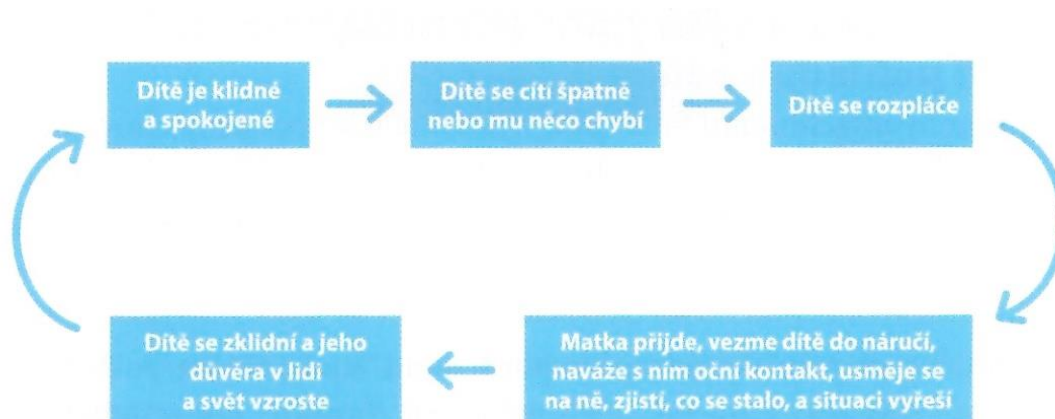 Dítě je klidné
a spokojené
Dítě se cítí špatně
nebo mu něco chybí
Dítě se rozpláče
Matka přijde, vezme dítě do náručí,
naváže s ním oční kontakt, usměje se
na ně, zjistí, co se stalo, a situaci vyřeší
Dítě se zklidní a jeho
důvěra v lidi
a svět vzroste